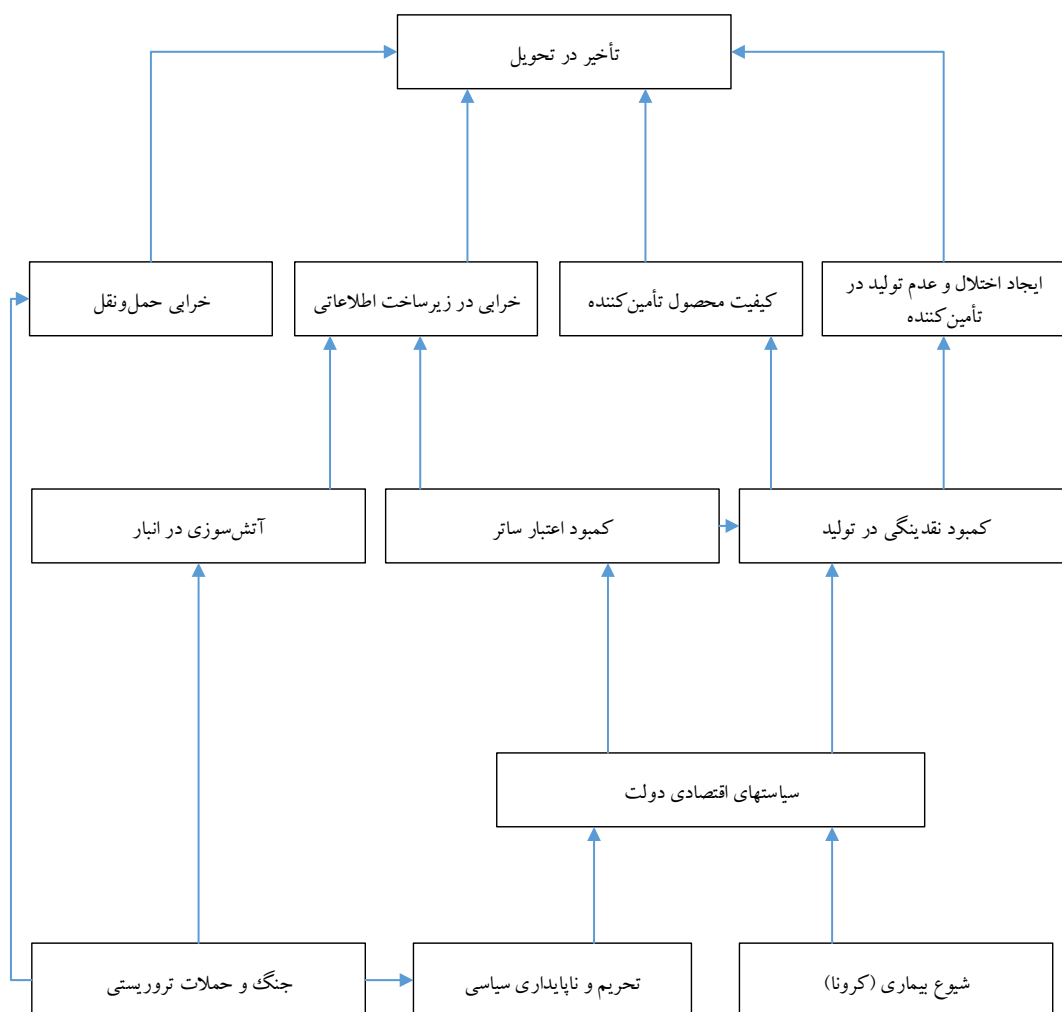 تأخیر در تحویل
ایجاد اختلال و عدم تولید در
تأمین‌کننده
کیفیت محصول تأمین‌کننده
خرابی در زیرساخت اطلاعاتی
خرابی حمل‌ونقل
کمبود نقدینگی در تولید
کمبود اعتبار ساتر
آتش‌سوزی در انبار
سیاستهای اقتصادی دولت
شیوع بیماری (کرونا)
تحریم و ناپایداری سیاسی
جنگ و حملات تروریستی